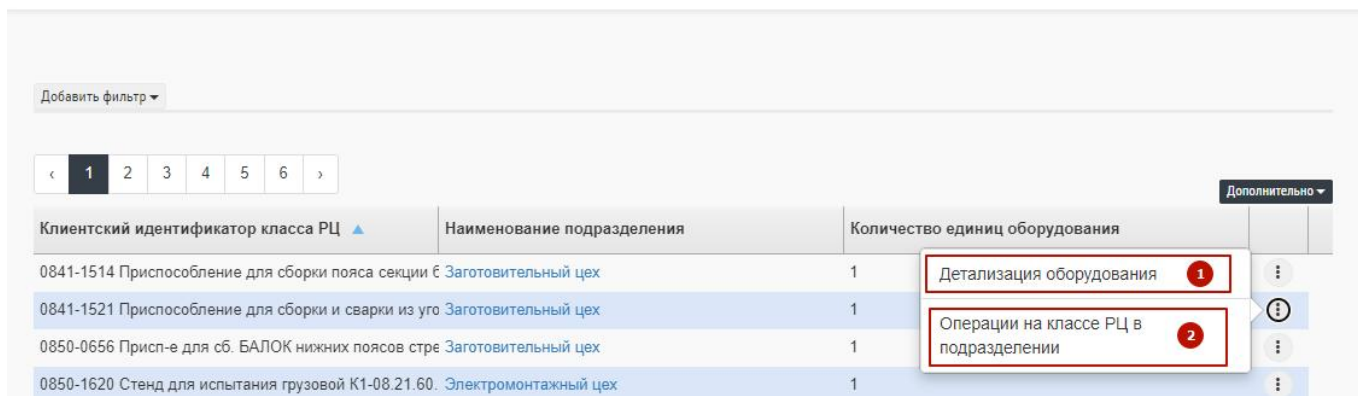 Добавить фильтр
‹ 1 2 3 4 5 6 ›
Дополнительно
Клиентский идентификатор класса РЦ Наименование подразделения Количество единиц оборудования
0841-1514 Приспособление для сборки пояса секции б Заготовительный цех 1
Детализация оборудования 1
0841-1521 Приспособление для сборки и сварки из уго Заготовительный цех 1
Операции на классе РЦ в
подразделении 2
0850-0656 Присп-е для сб. БАЛОК нижних поясов стре Заготовительный цех 1
0850-1620 Стенд для испытания грузовой К1-08.21.60. Электромонтажный цех 1